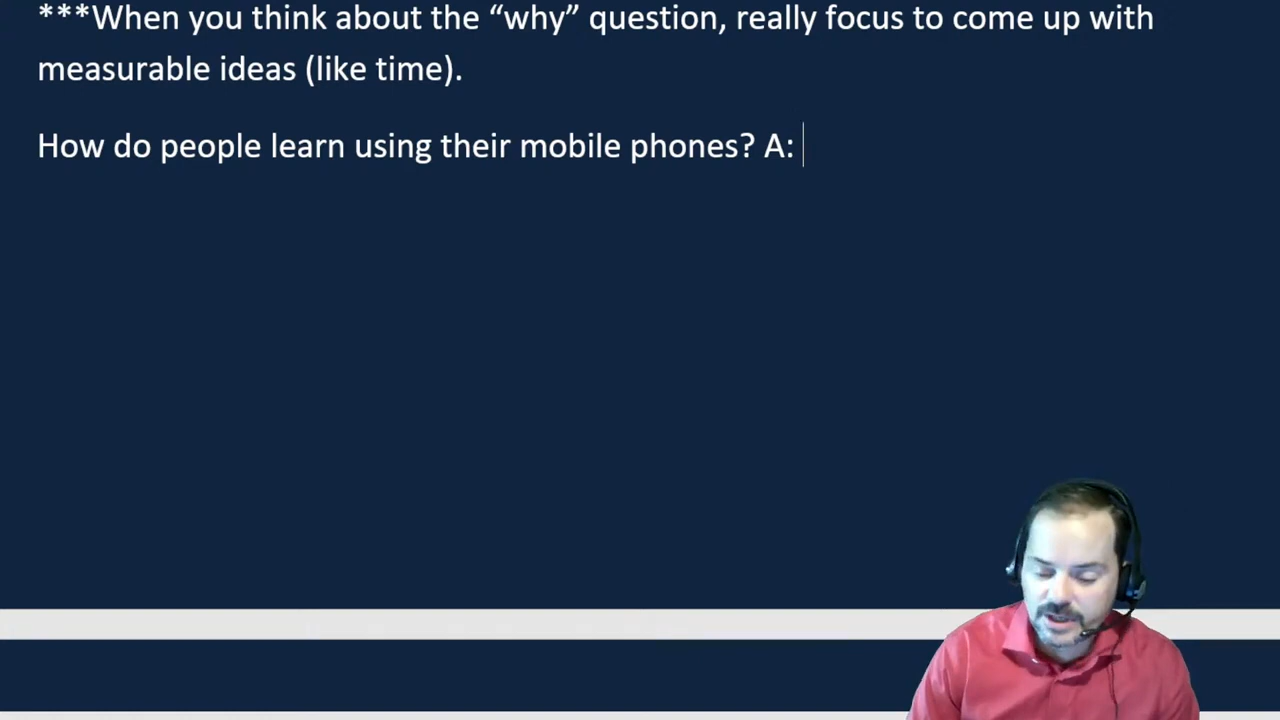 ***When you think about the “why” question, really focus to come up with
measurable ideas (like time).
How do people learn using their mobile phones? A: